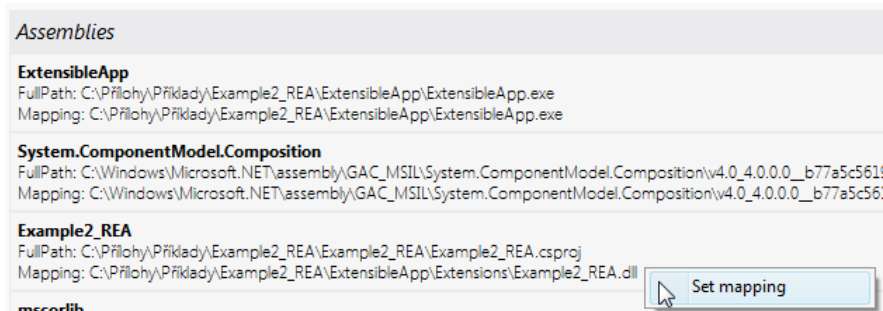 Assemblies
ExtensibleApp
FullPath: C:\Přílohy\Příklady\Example2_REA\ExtensibleApp\ExtensibleApp.exe
Mapping: C:\Přílohy\Příklady\Example2_REA\ExtensibleApp\ExtensibleApp.exe
System.ComponentModel.Composition
FullPath: C:\Windows\Microsoft.NET\assembly\GAC_MSIL\System.ComponentModel.Composition\v4.0_4.0.0.0__b77a5c5619
Mapping: C:\Windows\Microsoft.NET\assembly\GAC_MSIL\System.ComponentModel.Composition\v4.0_4.0.0.0__b77a5c561
Example2_REA
FullPath: C:\Přílohy\Příklady\Example2_REA\Example2_REA\Example2_REA.csproj
Mapping: C:\Přílohy\Příklady\Example2_REA\ExtensibleApp\Extensions\Example2_REA.dll
Set mapping
mscorlib